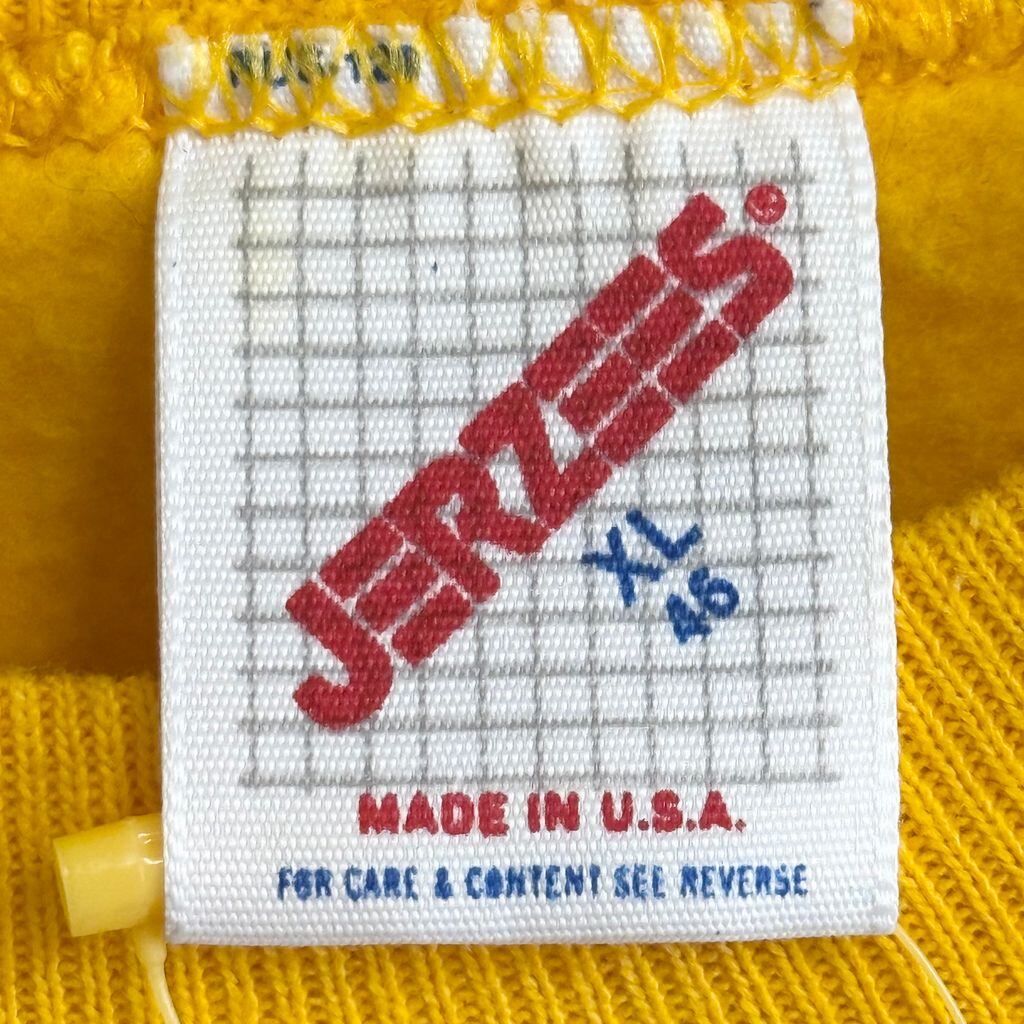 JERZEES®
XL
46
MADE IN U.S.A.
FOR CARE & CONTENT SEE REVERSE